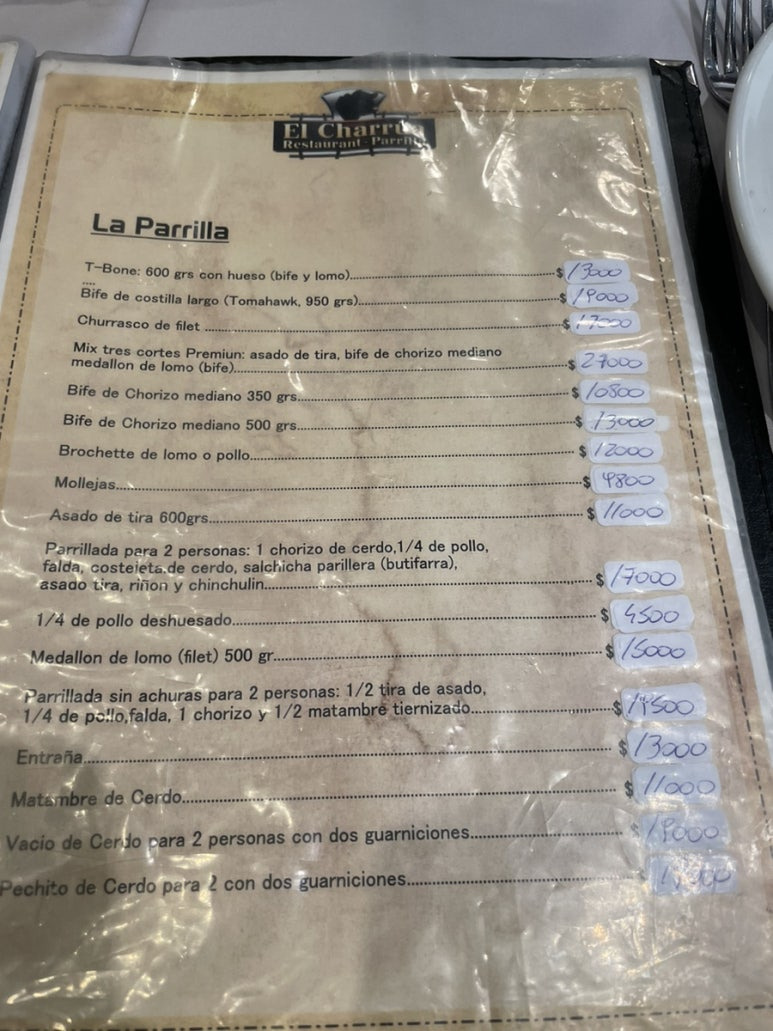 El Charrúa
Restaurant - Parrilla
La Parrilla
T-Bone: 600 grs con hueso (bife y lomo)....$ 13000
Bife de costilla largo (Tomahawk, 950 grs)....$ 19000
Churrasco de filet ....$
Mix tres cortes Premiun: asado de tira, bife de chorizo mediano
medallon de lomo (bife)....$
Bife de Chorizo mediano 350 grs....$ 10800
Bife de Chorizo mediano 500 grs....$ 13000
Brochette de lomo o pollo....$ 12000
Mollejas....$ 9800
Asado de tira 600grs....$ 11000
Parrillada para 2 personas: 1 chorizo de cerdo,1/4 de pollo,
falda, costeleta de cerdo, salchicha parillera (butifarra),
asado tira, riñon y chinchulin....$ 17000
1/4 de pollo deshuesado....$ 4500
Medallon de lomo (filet) 500 gr....$ 15000
Parrillada sin achuras para 2 personas: 1/2 tira de asado,
1/4 de pollo,falda, 1 chorizo y 1/2 matambre tiernizado....$ 19500
Entraña....$ 13000
Matambre de Cerdo....$ 11000
Vacio de Cerdo para 2 personas con dos guarniciones....$ 19000
Pechito de Cerdo para 2 con dos guarniciones....